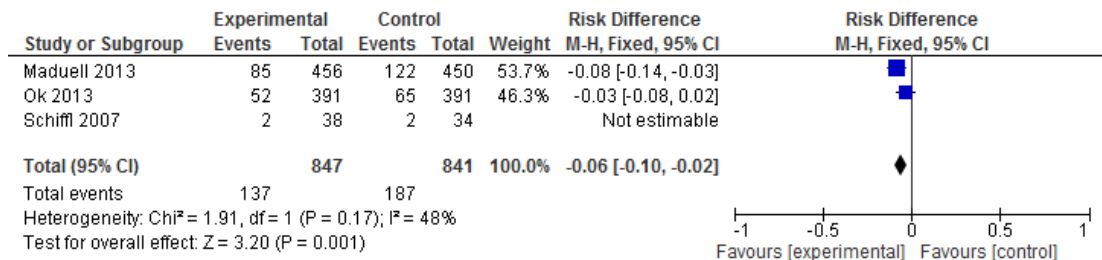 Experimental Control Risk Difference Risk Difference
Study or Subgroup Events Total Events Total Weight M-H, Fixed, 95% CI M-H, Fixed, 95% CI
Maduell 2013 85 456 122 450 53.7% -0.08 [-0.14, -0.03]
Ok 2013 52 391 65 391 46.3% -0.03 [-0.08, 0.02]
Schiffl 2007 2 38 2 34 Not estimable
Total (95% CI) 847 841 100.0% -0.06 [-0.10, -0.02]
Total events 137 187
Heterogeneity: Chi² = 1.91, df = 1 (P = 0.17); I² = 48%
Test for overall effect: Z = 3.20 (P = 0.001)
-1 -0.5 0 0.5 1
Favours [experimental] Favours [control]